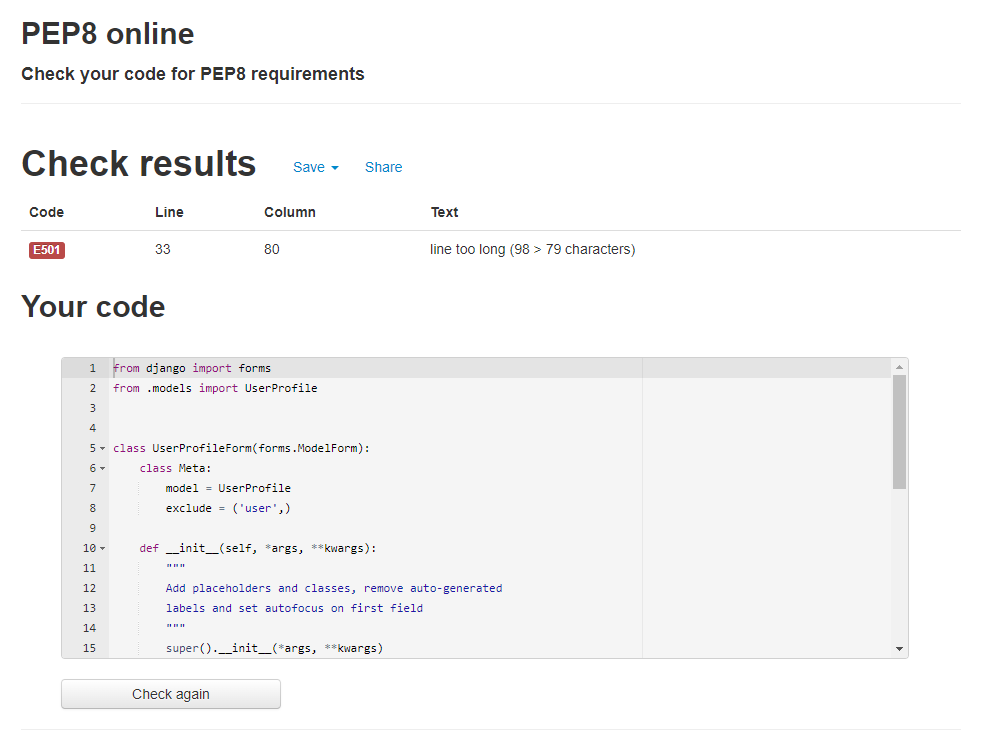 PEP8 online
Check your code for PEP8 requirements
Check results Save Share
Code Line Column Text
E501 33 80 line too long (98 > 79 characters)
Your code
1 from django import forms
2 from .models import UserProfile
3
4
5 class UserProfileForm(forms.ModelForm):
6 class Meta:
7 model = UserProfile
8 exclude = ('user',)
9
10 def __init__(self, *args, **kwargs):
11 """
12 Add placeholders and classes, remove auto-generated
13 labels and set autofocus on first field
14 """
15 super().__init__(*args, **kwargs)
Check again